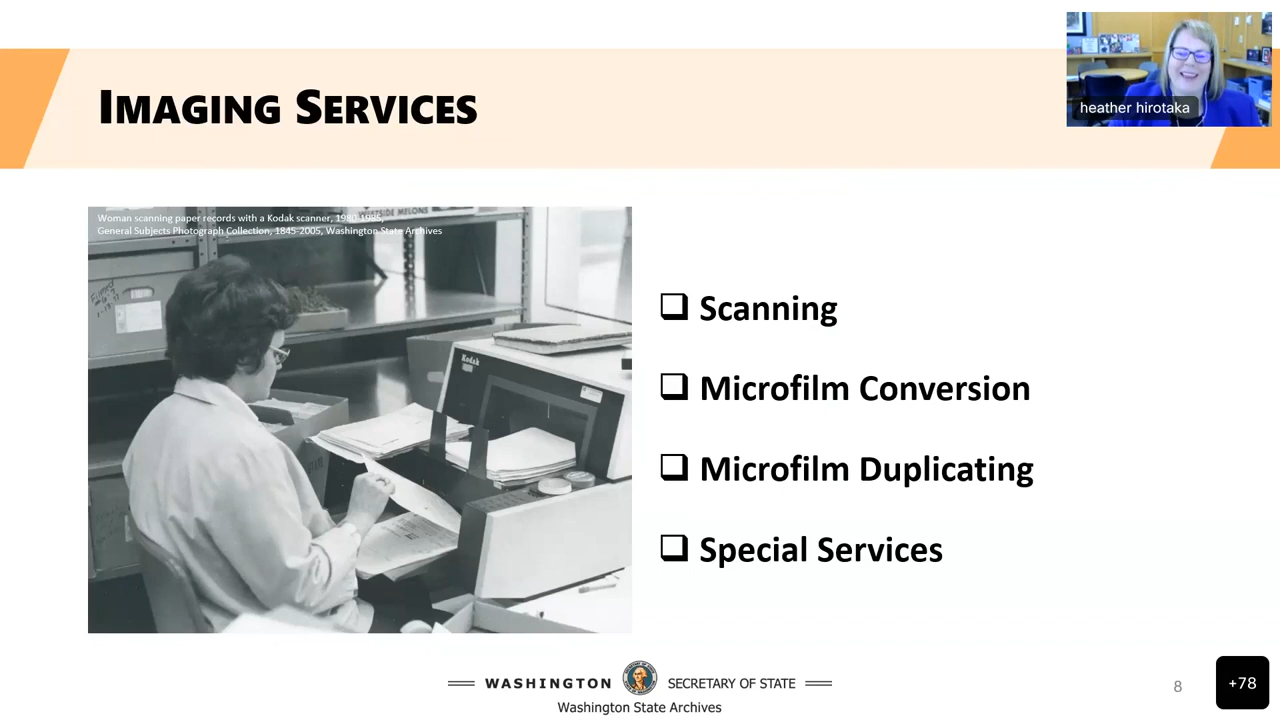 IMAGING SERVICES
heather hirotaka
Woman scanning paper records with a Kodak scanner, 1980-1985,
General Subjects Photograph Collection, 1845-2005, Washington State Archives
Kodak
Scanning
Microfilm Conversion
Microfilm Duplicating
Special Services
WASHINGTON SECRETARY OF STATE
Washington State Archives
8
+78